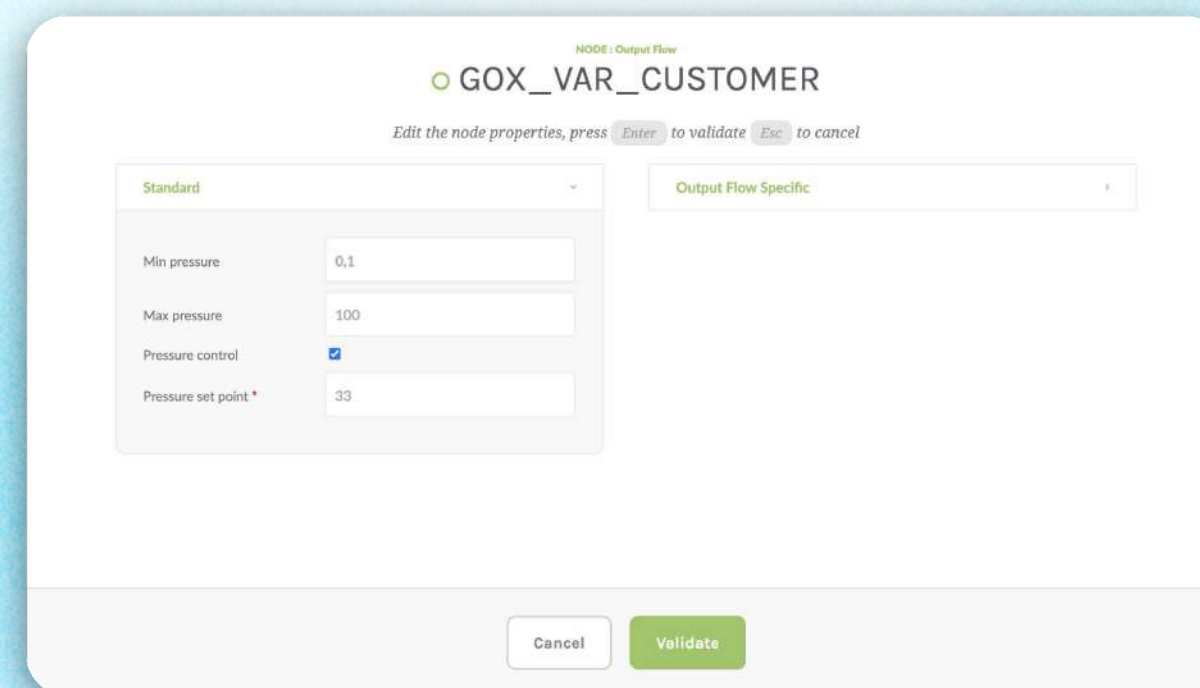 NODE : Output Flow
GOX_VAR_CUSTOMER
Edit the node properties, press Enter to validate Esc to cancel
Standard
Output Flow Specific
Min pressure 0,1
Max pressure 100
Pressure control
Pressure set point * 33
Cancel Validate